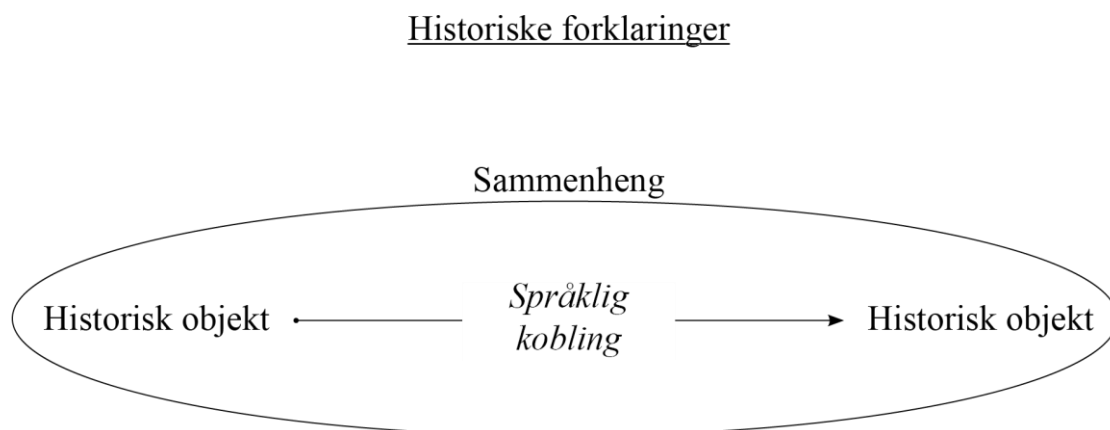 Historiske forklaringer
Sammenheng
Historisk objekt
Språklig
kobling
Historisk objekt